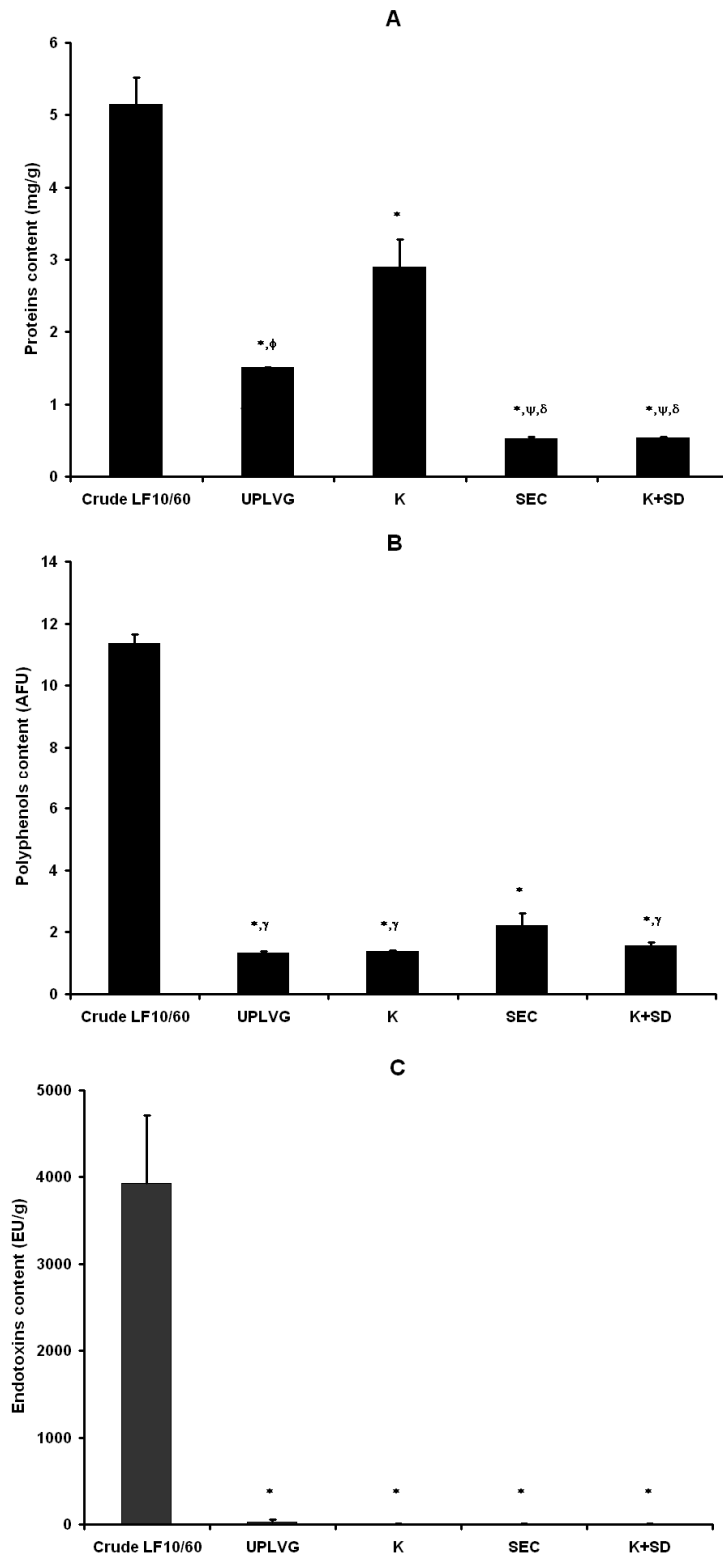 A
Proteins content (mg/g)
6
5
4
3
2
1
0
*
*,ϕ
*,ψ,δ *,ψ,δ
Crude LF10/60 UPLVG K SEC K+SD
B
Polyphenols content (AFU)
14
12
10
8
6
4
2
0
*,γ *,γ * *,γ
Crude LF10/60 UPLVG K SEC K+SD
C
Endotoxins content (EU/g)
5000
4000
3000
2000
1000
0
* * * *
Crude LF10/60 UPLVG K SEC K+SD